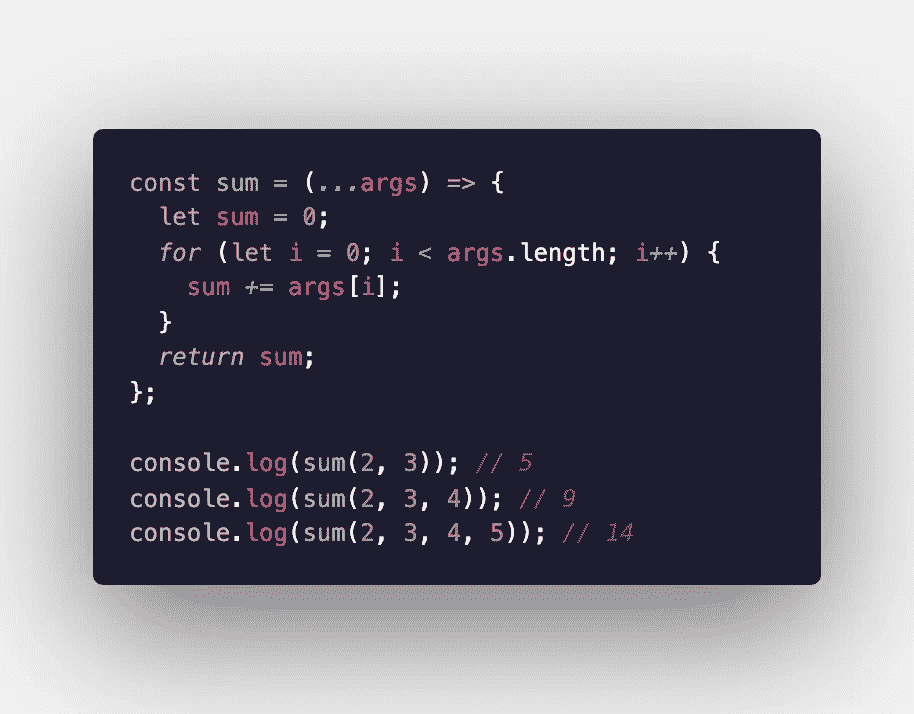 const sum = (...args) => {
  let sum = 0;
  for (let i = 0; i < args.length; i++) {
    sum += args[i];
  }
  return sum;
};

console.log(sum(2, 3)); // 5
console.log(sum(2, 3, 4)); // 9
console.log(sum(2, 3, 4, 5)); // 14